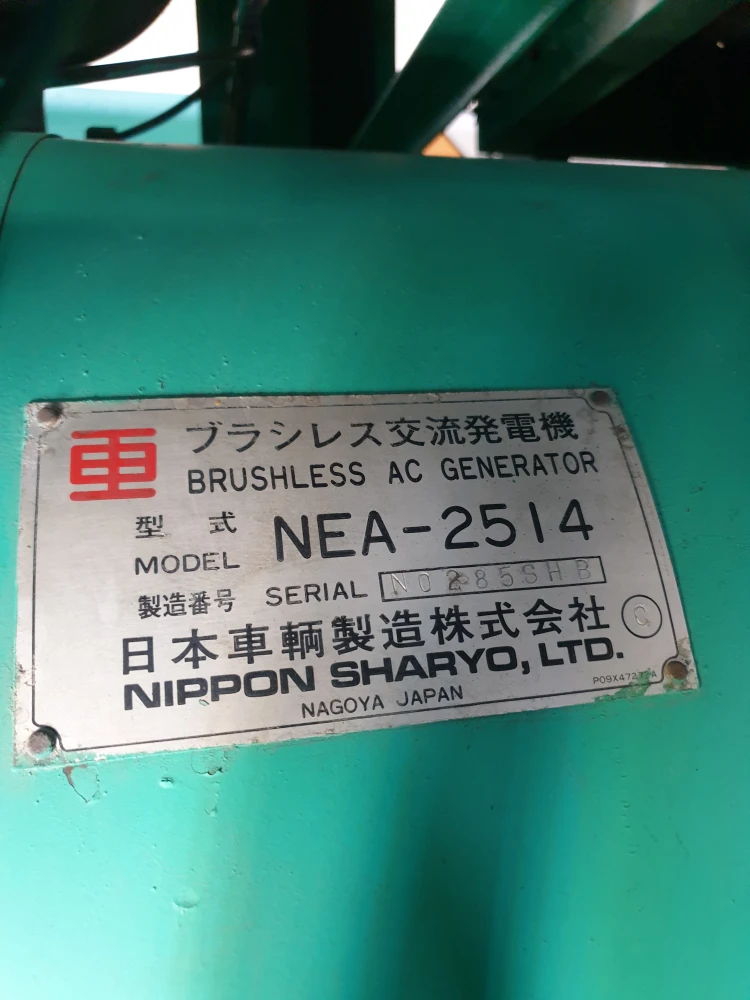 車
ブラシレス交流発電機
BRUSHLESS AC GENERATOR
型式
MODEL NEA-2514
製造番号 SERIAL NO285SHB
日本車輌製造株式会社 Q
NIPPON SHARYO, LTD.
NAGOYA JAPAN